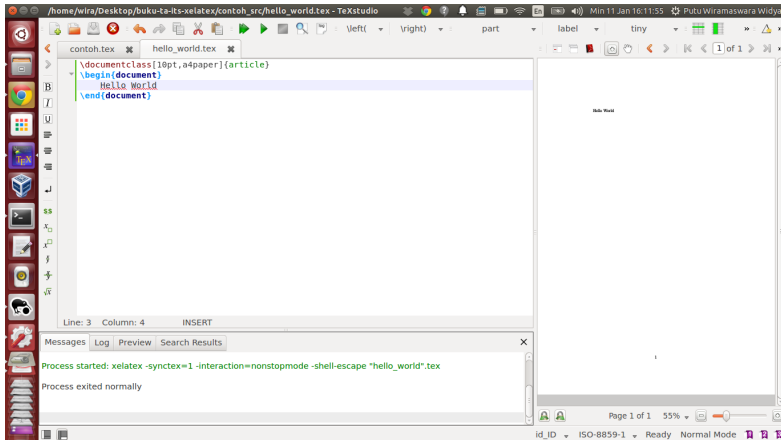 /home/wira/Desktop/buku-ta-its-xelatex/contoh_src/hello_world.tex - TeXstudio
En
Min 11 Jan 16:11:55
Putu Wiramaswara Widya
\left(
\right)
part
label
tiny
»
contoh.tex
hello_world.tex
1 of 1
\documentclass[10pt,a4paper]{article}
\begin{document}
Hello World
\end{document}
B
I
U
TEX
$$
Hello World
1
Line: 3 Column: 4 INSERT
Messages Log Preview Search Results
Process started: xelatex -synctex=1 -interaction=nonstopmode -shell-escape "hello_world".tex
Process exited normally
Page 1 of 1 55%
id_ID ISO-8859-1 Ready Normal Mode